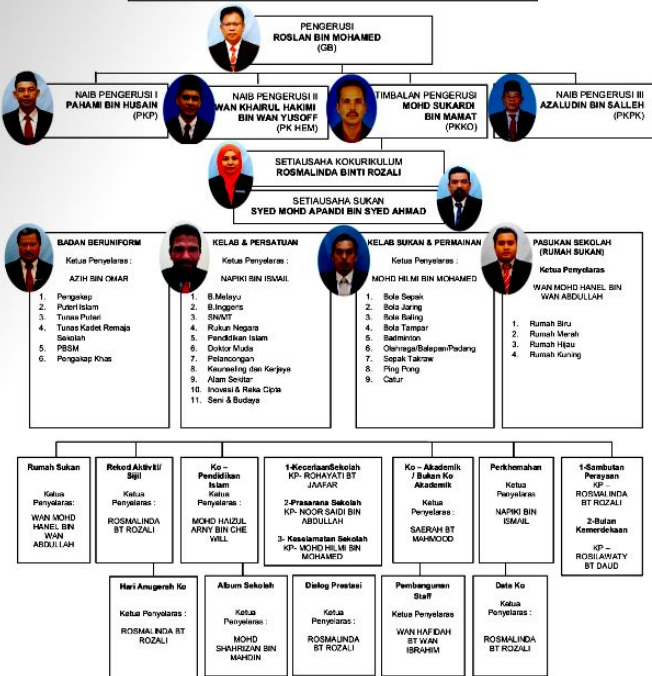 PENGERUSI
ROSLAN BIN MOHAMED
(GB)
NAIB PENGERUSI I
PAHAMI BIN HUSAIN
(PKP)
NAIB PENGERUSI II
WAN KHAIRUL HAKIMI
BIN WAN YUSOFF
(PK HEM)
TIMBALAN PENGERUSI
MOHD SUKARDI
BIN MAMAT
(PKKO)
NAIB PENGERUSI III
AZALUDIN BIN SALLEH
(PKPK)
SETIAUSAHA KOKURIKULUM
ROSMALINDA BINTI ROZALI
SETIAUSAHA SUKAN
SYED MOHD APANDI BIN SYED AHMAD
BADAN BERUNIFORM
Ketua Penyelaras :
AZIH BIN OMAR
1. Pengakap
2. Puteri Islam
3. Tunas Puteri
4. Tunas Kadet Remaja
Sekolah
5. PBSM
6. Pengakap Khas
KELAB & PERSATUAN
Ketua Penyelaras :
NAPIKI BIN ISMAIL
1. B.Melayu
2. B.Inggeris
3. SN/MT
4. Rukun Negara
5. Pendidikan Islam
6. Doktor Muda
7. Pelancongan
8. Kaunseling dan Kerjaya
9. Alam Sekitar
10. Inovasi & Reka Cipta
11. Seni & Budaya
KELAB SUKAN & PERMAINAN
Ketua Penyelaras :
MOHD HILMI BIN MOHAMED
1. Bola Sepak
2. Bola Jaring
3. Bola Baling
4. Bola Tampar
5. Badminton
6. Olahraga/Balapan/Padang
7. Sepak Takraw
8. Ping Pong
9. Catur
PASUKAN SEKOLAH
(RUMAH SUKAN)
Ketua Penyelaras
WAN MOHD HANEL BIN
WAN ABDULLAH
1. Rumah Biru
2. Rumah Merah
3. Rumah Hijau
4. Rumah Kuning
Rumah Sukan
Ketua
Penyelaras:
WAN MOHD
HANEL BIN
WAN
ABDULLAH
Rekod Aktiviti/
Sijil
Ketua
Penyelaras :
ROSMALINDA
BT ROZALI
Ko –
Pendidikan
Islam
Ketua
Penyelaras :
MOHD HAIZUL
ARNY BIN CHE
WILL
1-KeceriaanSekolah
KP- ROHAYATI BT
JAAFAR
2-Prasarana Sekolah
KP- NOOR SAIDI BIN
ABDULLAH
3- Keselamatan Sekolah
KP- MOHD HILMI BIN
MOHAMED
Ko – Akademik
/ Bukan Ko
Akademik
Ketua
Penyelaras :
SAERAH BT
MAHMOOD
Perkhemahan
Ketua
Penyelaras
NAPIKI BIN
ISMAIL
1-Sambutan
Perayaan
KP –
ROSMALINDA
BT ROZALI
2-Bulan
Kemerdekaan
KP –
ROSILAWATY
BT DAUD
Hari Anugerah Ko
Ketua Penyelaras :
ROSMALINDA BT
ROZALI
Album Sekolah
Ketua
Penyelaras :
MOHD
SHAHRIZAN BIN
MAHDIN
Dialog Prestasi
Ketua
Penyelaras :
ROSMALINDA
BT ROZALI
Pembangunan
Staff
Ketua Penyelaras
WAN HAFIDAH
BT WAN
IBRAHIM
Data Ko
Ketua
Penyelaras :
ROSMALINDA
BT ROZALI